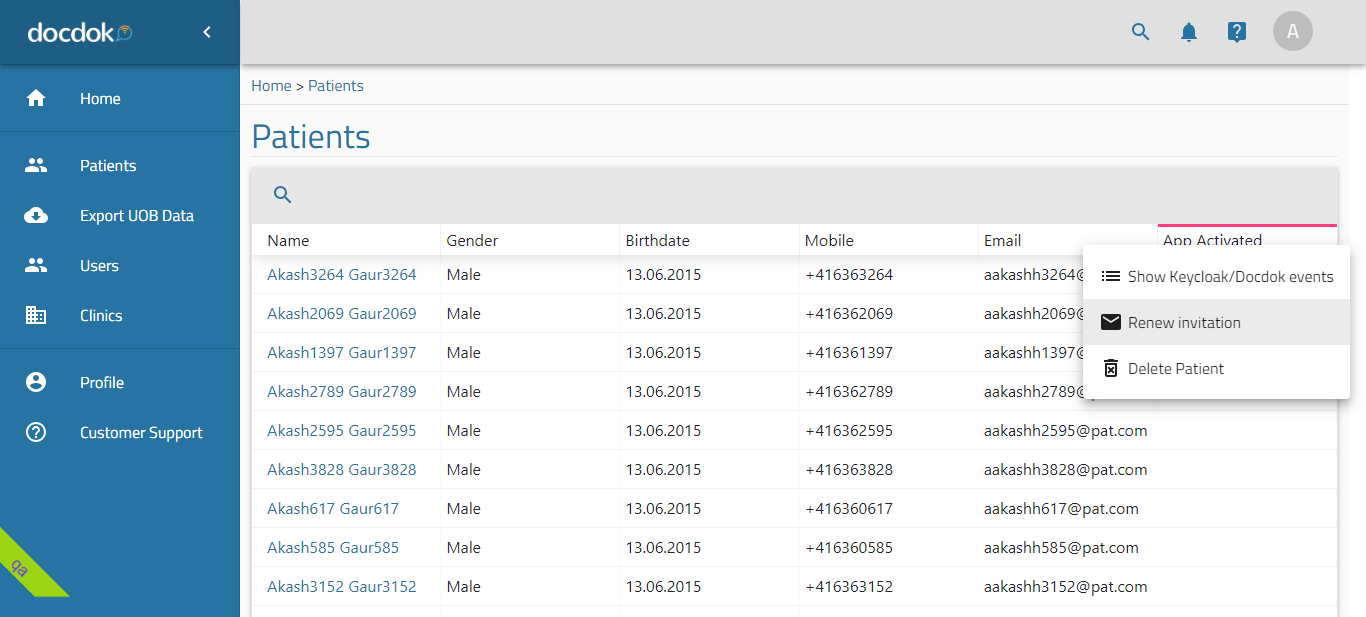 docdok
A
Home
Patients
Export UOB Data
Users
Clinics
Profile
Customer Support
qa
Home > Patients
Patients
Name Gender Birthdate Mobile Email App Activated
Akash3264 Gaur3264 Male 13.06.2015 +416363264 aakashh3264@
Akash2069 Gaur2069 Male 13.06.2015 +416362069 aakashh2069@
Akash1397 Gaur1397 Male 13.06.2015 +416361397 aakashh1397@
Akash2789 Gaur2789 Male 13.06.2015 +416362789 aakashh2789@
Akash2595 Gaur2595 Male 13.06.2015 +416362595 aakashh2595@pat.com
Akash3828 Gaur3828 Male 13.06.2015 +416363828 aakashh3828@pat.com
Akash617 Gaur617 Male 13.06.2015 +416360617 aakashh617@pat.com
Akash585 Gaur585 Male 13.06.2015 +416360585 aakashh585@pat.com
Akash3152 Gaur3152 Male 13.06.2015 +416363152 aakashh3152@pat.com
Show Keycloak/Docdok events
Renew invitation
Delete Patient